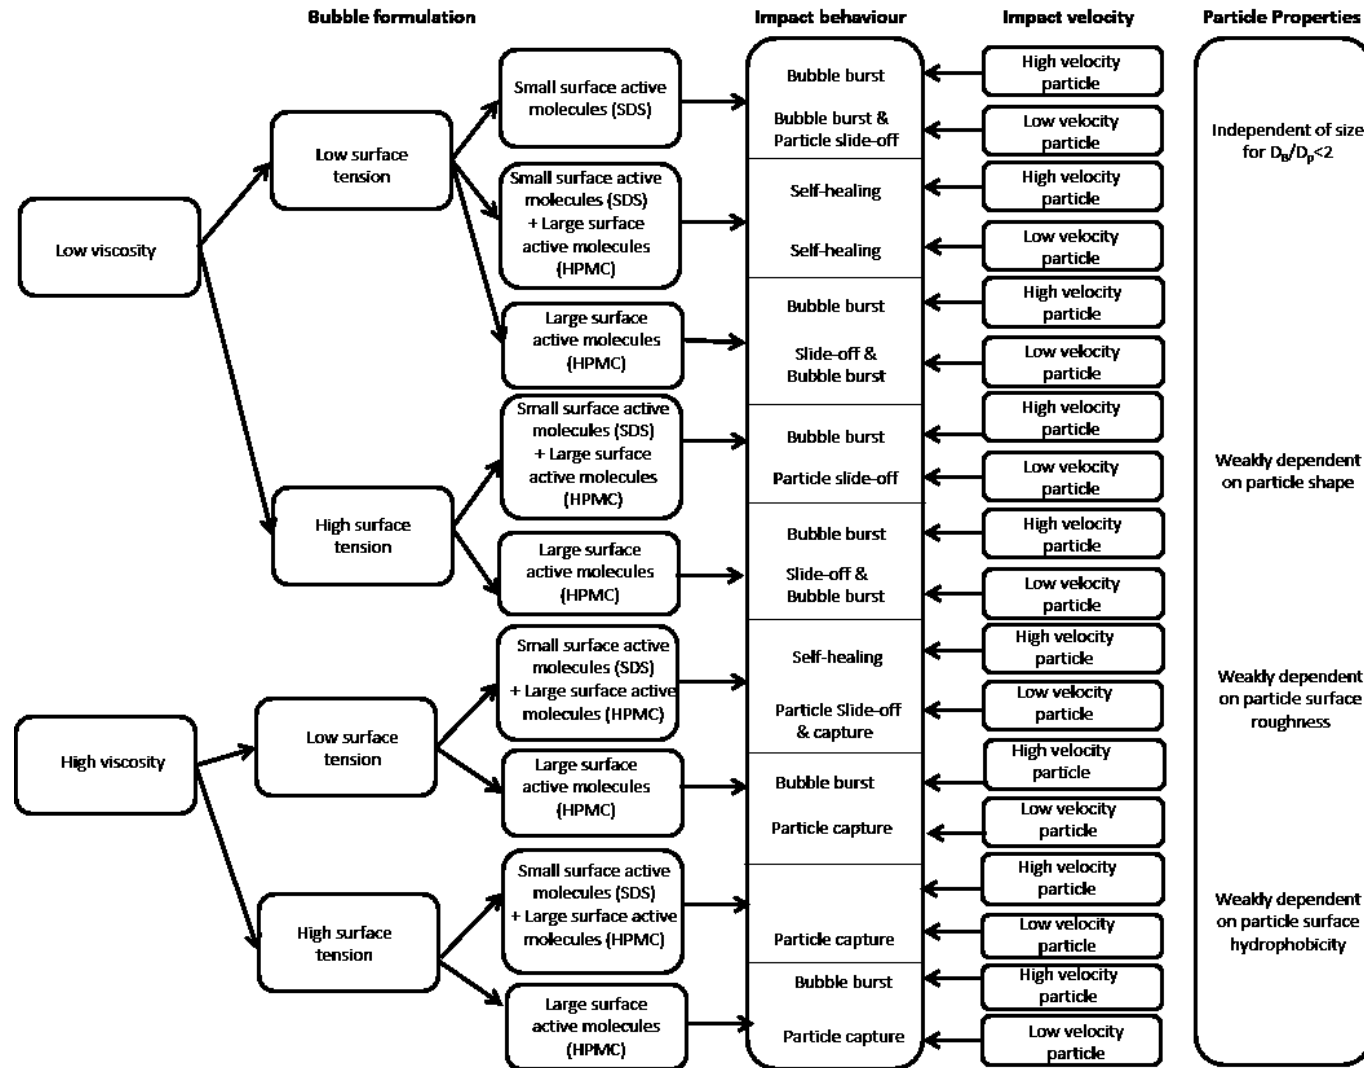 Bubble formulation
Impact behaviour
Impact velocity
Particle Properties
Low viscosity
Low surface
tension
Small surface active
molecules (SDS)
Small surface active
molecules (SDS)
+ Large surface
active molecules
(HPMC)
Large surface
active molecules
(HPMC)
High surface
tension
Small surface active
molecules (SDS)
+ Large surface
active molecules
(HPMC)
Large surface
active molecules
(HPMC)
High viscosity
Low surface
tension
Small surface active
molecules (SDS)
+ Large surface active
molecules (HPMC)
Large surface
active molecules
(HPMC)
High surface
tension
Small surface active
molecules (SDS)
+ Large surface active
molecules (HPMC)
Large surface
active molecules
(HPMC)
Bubble burst
Bubble burst &
Particle slide-off
Self-healing
Self-healing
Bubble burst
Slide-off &
Bubble burst
Bubble burst
Particle slide-off
Bubble burst
Slide-off &
Bubble burst
Self-healing
Particle Slide-off
& capture
Bubble burst
Particle capture
Particle capture
Bubble burst
Particle capture
High velocity
particle
Low velocity
particle
High velocity
particle
Low velocity
particle
High velocity
particle
Low velocity
particle
High velocity
particle
Low velocity
particle
High velocity
particle
Low velocity
particle
High velocity
particle
Low velocity
particle
High velocity
particle
Low velocity
particle
High velocity
particle
Low velocity
particle
High velocity
particle
Low velocity
particle
Independent of size
for D_B/D_p<2
Weakly dependent
on particle shape
Weakly dependent
on particle surface
roughness
Weakly dependent
on particle surface
hydrophobicity